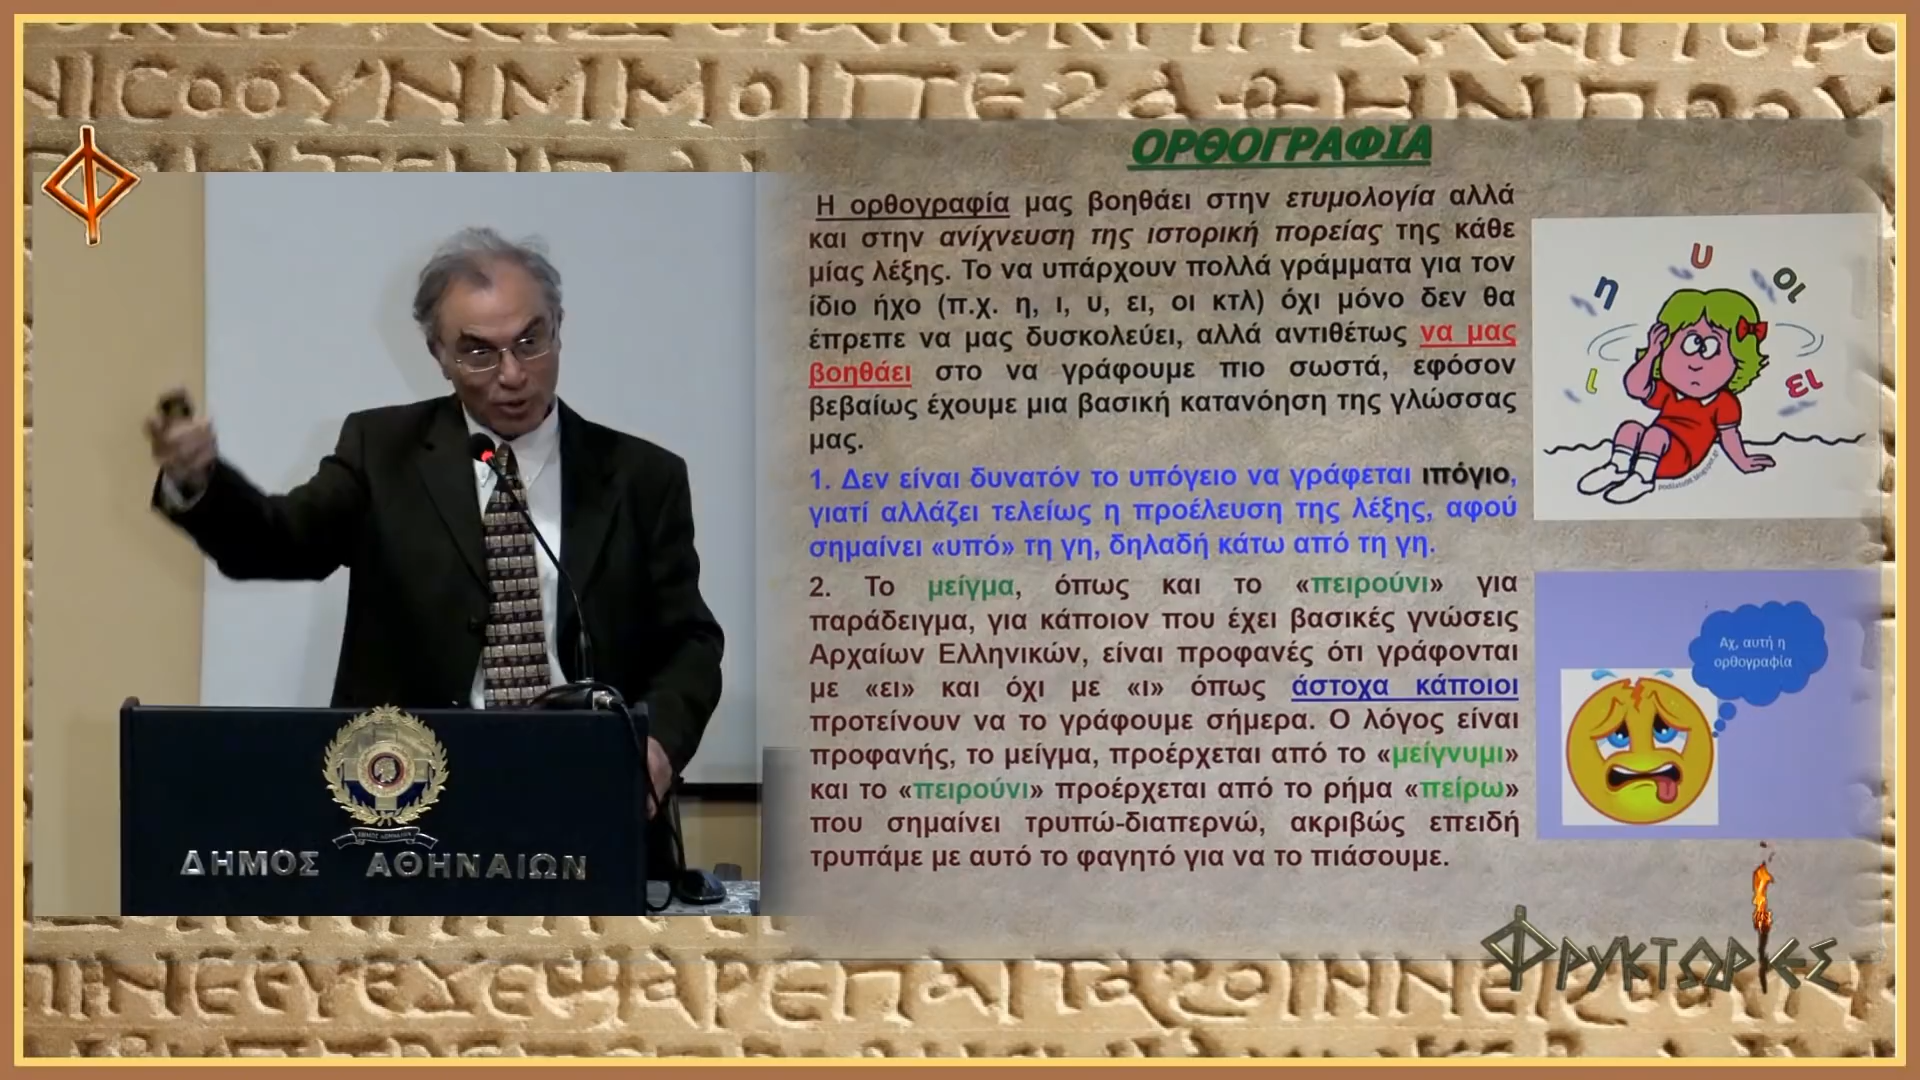 ΟΡΘΟΓΡΑΦΙΑ
Η ορθογραφία μας βοηθάει στην ετυμολογία αλλά
και στην ανίχνευση της ιστορική πορείας της κάθε
μίας λέξης. Το να υπάρχουν πολλά γράμματα για τον
ίδιο ήχο (π.χ. η, ι, υ, ει, οι κτλ) όχι μόνο δεν θα
έπρεπε να μας δυσκολεύει, αλλά αντιθέτως να μας
βοηθάει στο να γράφουμε πιο σωστά, εφόσον
βεβαίως έχουμε μια βασική κατανόηση της γλώσσας
μας.
1. Δεν είναι δυνατόν το υπόγειο να γράφεται ιπόγιο,
γιατί αλλάζει τελείως η προέλευση της λέξης, αφού
σημαίνει «υπό» τη γη, δηλαδή κάτω από τη γη.
2. Το μείγμα, όπως και το «πειρούνι» για
παράδειγμα, για κάποιον που έχει βασικές γνώσεις
Αρχαίων Ελληνικών, είναι προφανές ότι γράφονται
με «ει» και όχι με «ι» όπως άστοχα κάποιοι
προτείνουν να το γράφουμε σήμερα. Ο λόγος είναι
προφανής, το μείγμα, προέρχεται από το «μείγνυμι»
και το «πειρούνι» προέρχεται από το ρήμα «πείρω»
που σημαίνει τρυπώ-διαπερνώ, ακριβώς επειδή
τρυπάμε με αυτό το φαγητό για να το πιάσουμε.
η υ οι
ι ει
Αχ, αυτή η
ορθογραφία
ΔΗΜΟΣ ΑΘΗΝΑΙΩΝ
ΦΡΥΚΤΩΡΙΕΣ